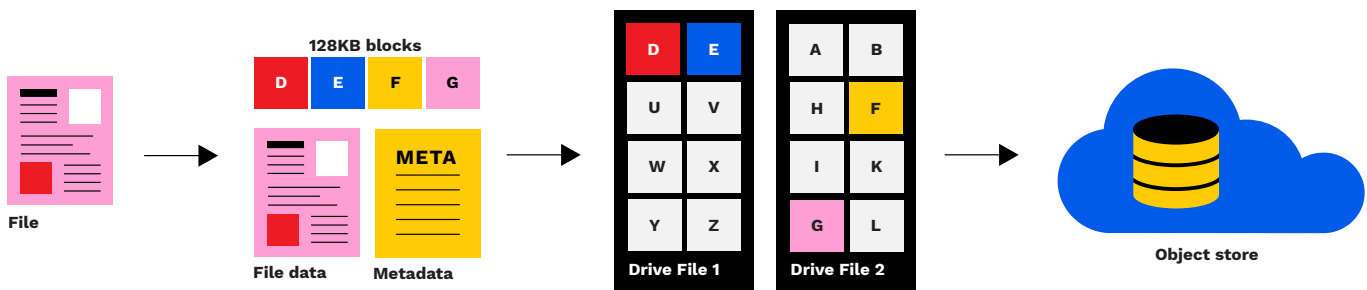 File
128KB blocks
D E F G
META
File data
Metadata
D E
U V
W X
Y Z
Drive File 1
A B
H F
I K
G L
Drive File 2
Object store